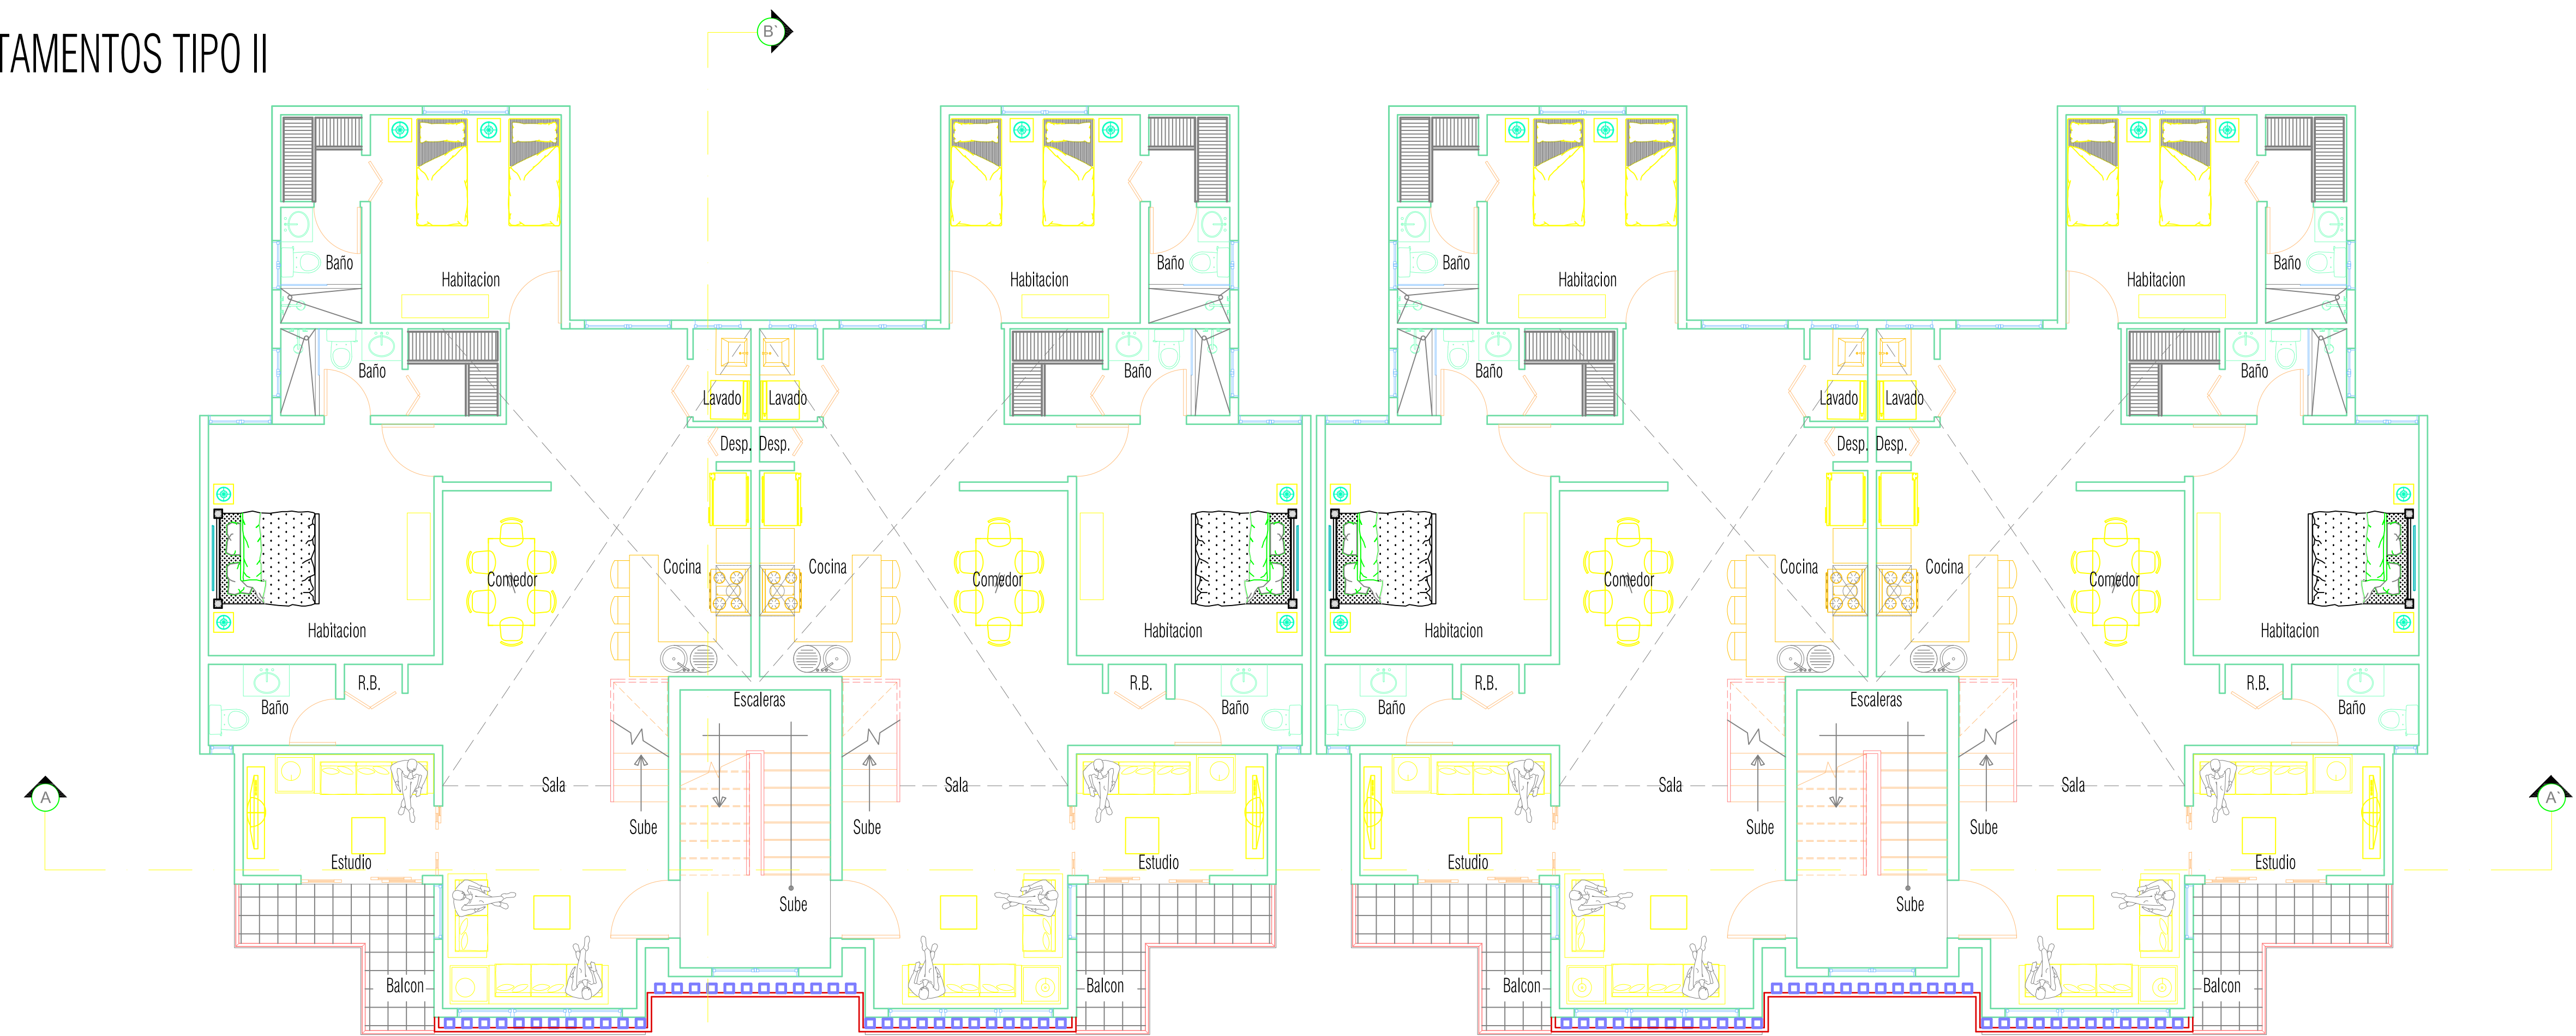 B`
TAMENTOS TIPO II
Baño
Habitacion
Habitacion
Baño
Baño
Habitacion
Habitacion
Baño
Baño
Lavado
Lavado
Baño
Baño
Lavado
Lavado
Baño
Desp.
Desp.
Desp.
Desp.
Comedor
Cocina
Cocina
Comedor
Comedor
Cocina
Cocina
Comedor
Habitacion
Habitacion
Habitacion
Habitacion
R.B.
R.B.
R.B.
R.B.
Baño
Escaleras
Baño
Baño
Escaleras
Baño
A
Sala
Sala
Sala
Sala
A`
Sube
Sube
Sube
Sube
Estudio
Estudio
Estudio
Estudio
Sube
Sube
Balcon
Balcon
Balcon
Balcon